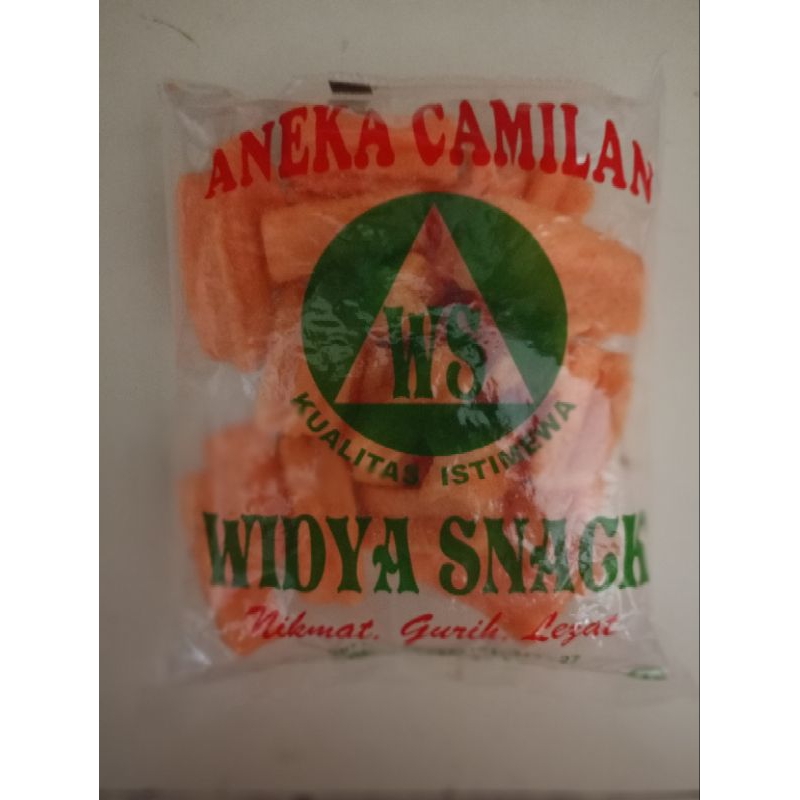 ANEKA CAMILAN
WS
KUALITAS ISTIMEWA
WIDYA SNACK
Nikmat, Gurih, Lezat